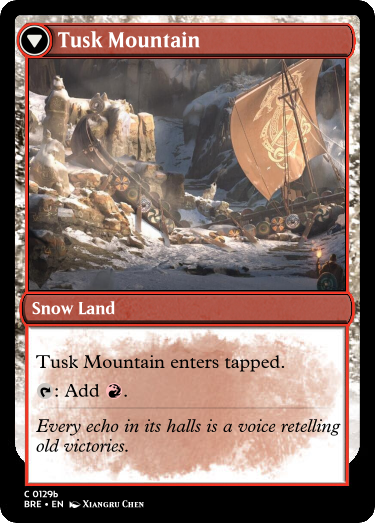 Tusk Mountain
Snow Land
Tusk Mountain enters tapped.
: Add .
Every echo in its halls is a voice retelling
old victories.
C 0129b
BRE • EN Xiangru Chen